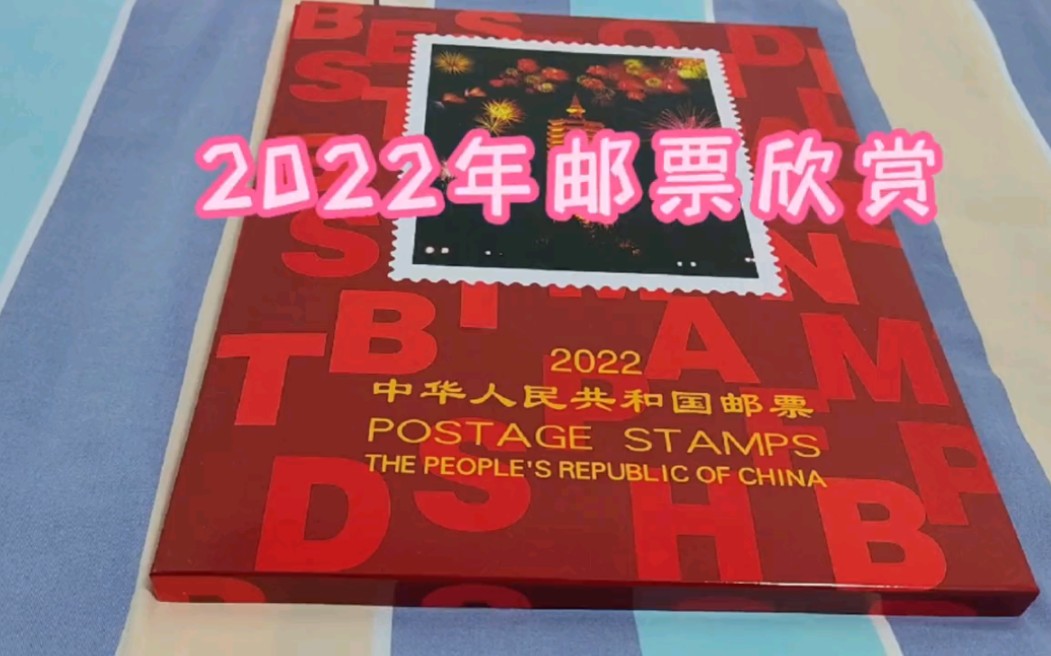 2022年邮票欣赏
2022
中华人民共和国邮票
POSTAGE STAMPS
THE PEOPLE'S REPUBLIC OF CHINA